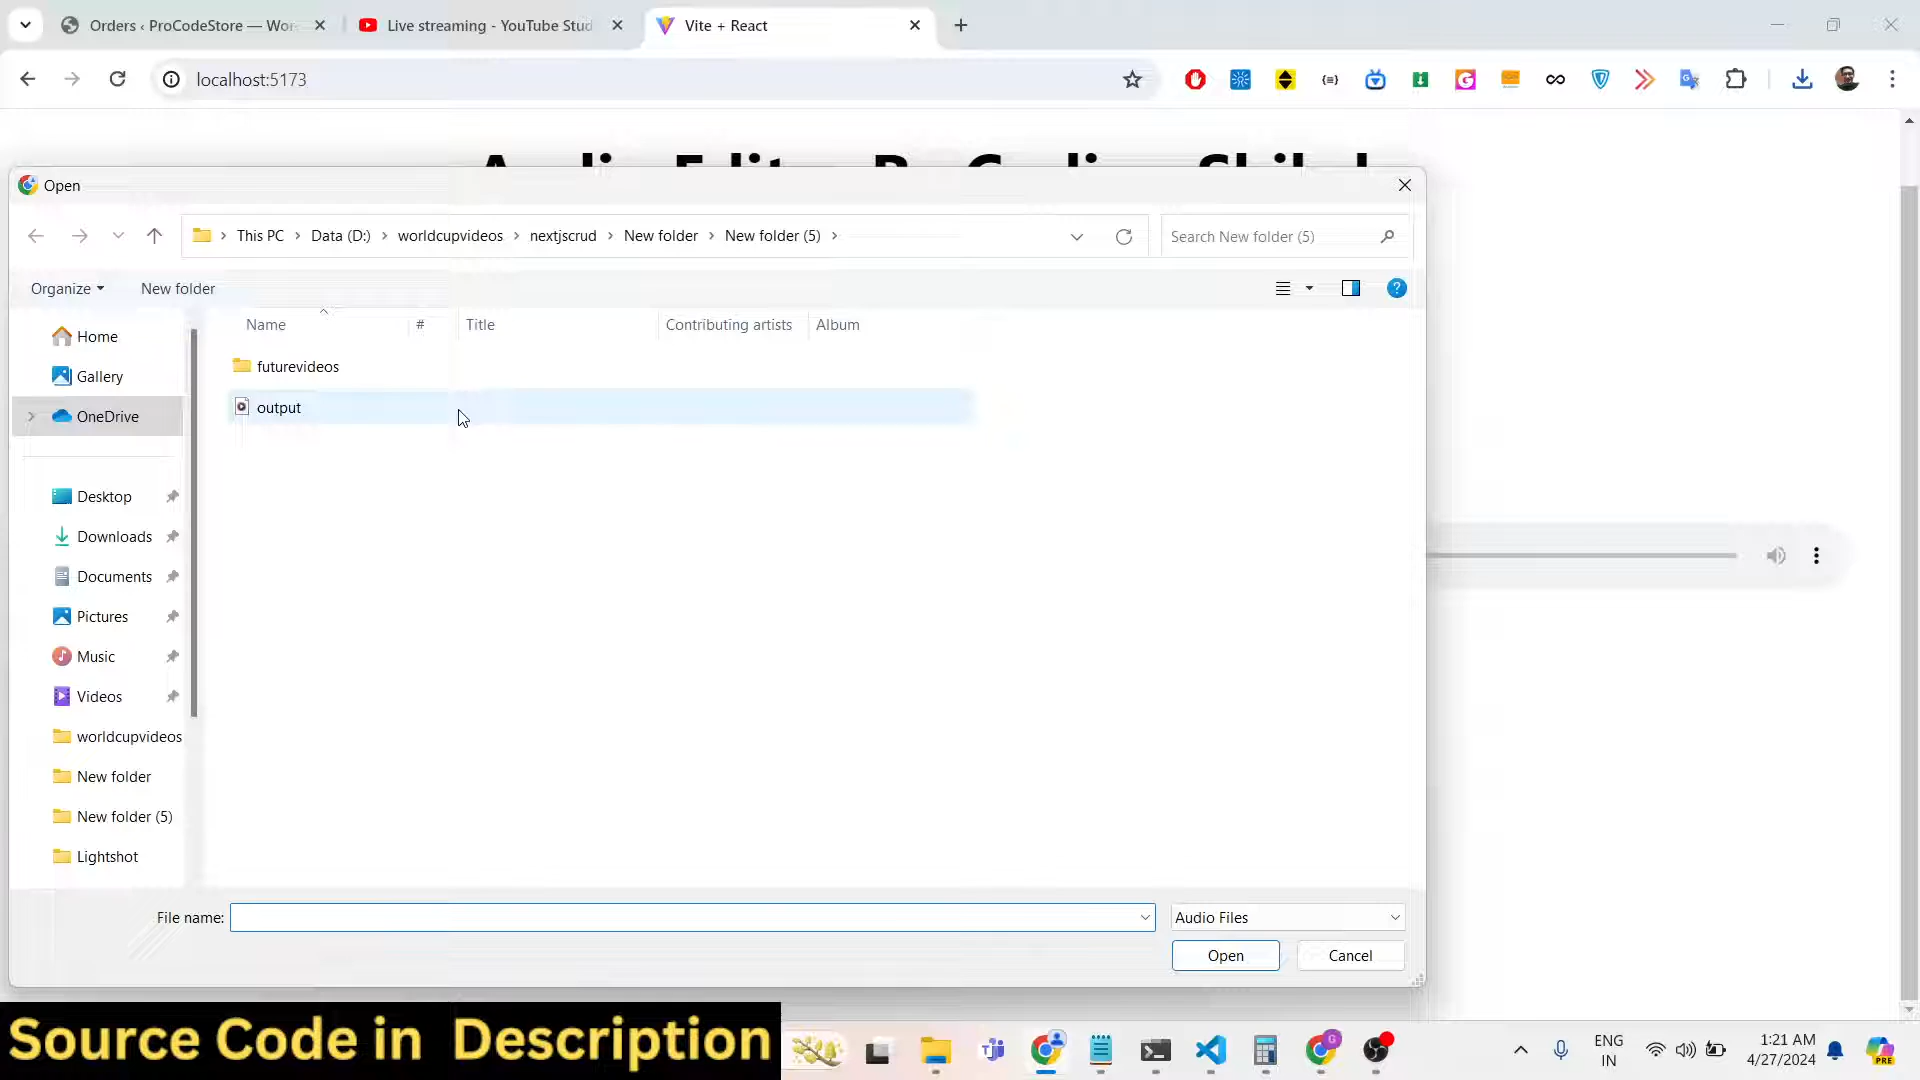 Orders ‹ ProCodeStore — Wor
Live streaming - YouTube Stud
Vite + React
localhost:5173
Open
This PC
Data (D:)
worldcupvideos
nextjscrud
New folder
New folder (5)
Search New folder (5)
Organize
New folder
Name
#
Title
Contributing artists
Album
Home
Gallery
OneDrive
Desktop
Downloads
Documents
Pictures
Music
Videos
worldcupvideos
New folder
New folder (5)
Lightshot
futurevideos
output
File name:
Audio Files
Open
Cancel
Source Code in Description
ENG
IN
1:21 AM
4/27/2024
PRE